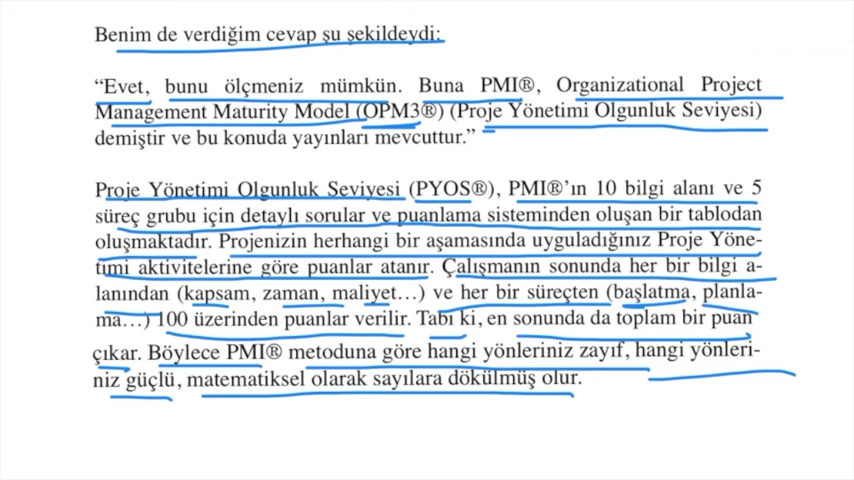 Benim de verdiğim cevap şu şekildeydi:
“Evet, bunu ölçmeniz mümkün. Buna PMI®, Organizational Project
Management Maturity Model (OPM3®) (Proje Yönetimi Olgunluk Seviyesi)
demiştir ve bu konuda yayınları mevcuttur.”
Proje Yönetimi Olgunluk Seviyesi (PYOS®), PMI®’ın 10 bilgi alanı ve 5
süreç grubu için detaylı sorular ve puanlama sisteminden oluşan bir tablodan
oluşmaktadır. Projenizin herhangi bir aşamasında uyguladığınız Proje Yöne-
timi aktivitelerine göre puanlar atanır. Çalışmanın sonunda her bir bilgi a-
lanından (kapsam, zaman, maliyet…) ve her bir süreçten (başlatma, planla-
ma…) 100 üzerinden puanlar verilir. Tabı ki, en sonunda da toplam bir puan
çıkar. Böylece PMI® metoduna göre hangi yönleriniz zayıf, hangi yönleri-
niz güçlü, matematiksel olarak sayılara dökülmüş olur.